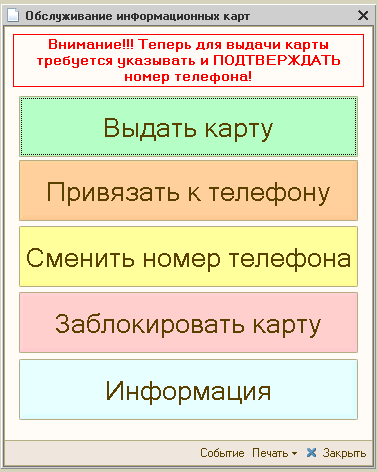 Обслуживание информационных карт
Внимание!!! Теперь для выдачи карты
требуется указывать и ПОДТВЕРЖДАТЬ
номер телефона!
Выдать карту
Привязать к телефону
Сменить номер телефона
Заблокировать карту
Информация
Событие Печать Закрыть